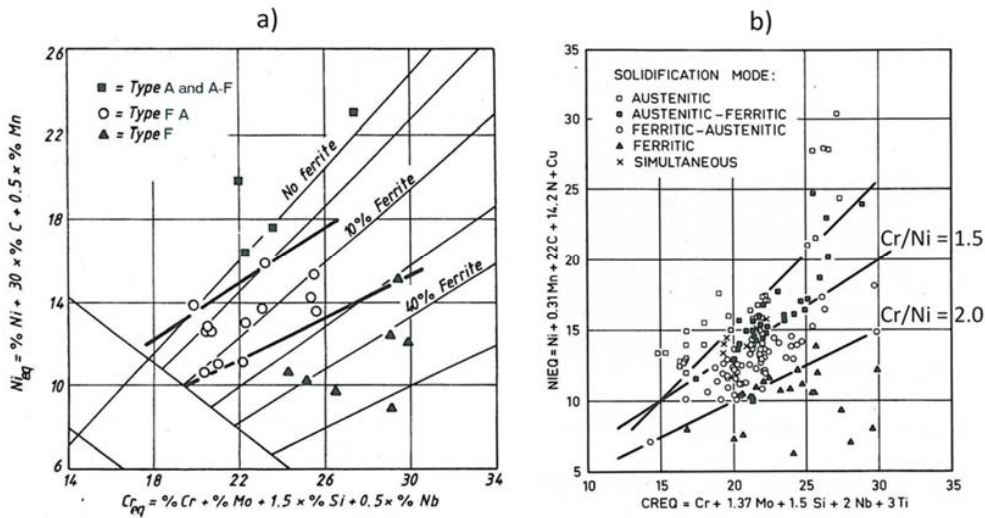 a)
26
22
18
14
10
6
14
18
22
26
30
34
Ni eq = % Ni + 30 x % C + 0.5 x % Mn
Cr eq = % Cr + % Mo + 1.5 x % Si + 0.5 x % Nb
= Type A and A-F
= Type F A
= Type F
No ferrite
10% Ferrite
40% Ferrite
b)
35
30
25
20
15
10
5
10
15
20
25
30
35
NIEQ = Ni + 0.31 Mn + 22C + 14.2 N + Cu
CREQ = Cr + 1.37 Mo + 1.5 Si + 2 Nb + 3 Ti
SOLIDIFICATION MODE:
AUSTENITIC
AUSTENITIC-FERRITIC
FERRITIC-AUSTENITIC
FERRITIC
SIMULTANEOUS
Cr/Ni = 1.5
Cr/Ni = 2.0